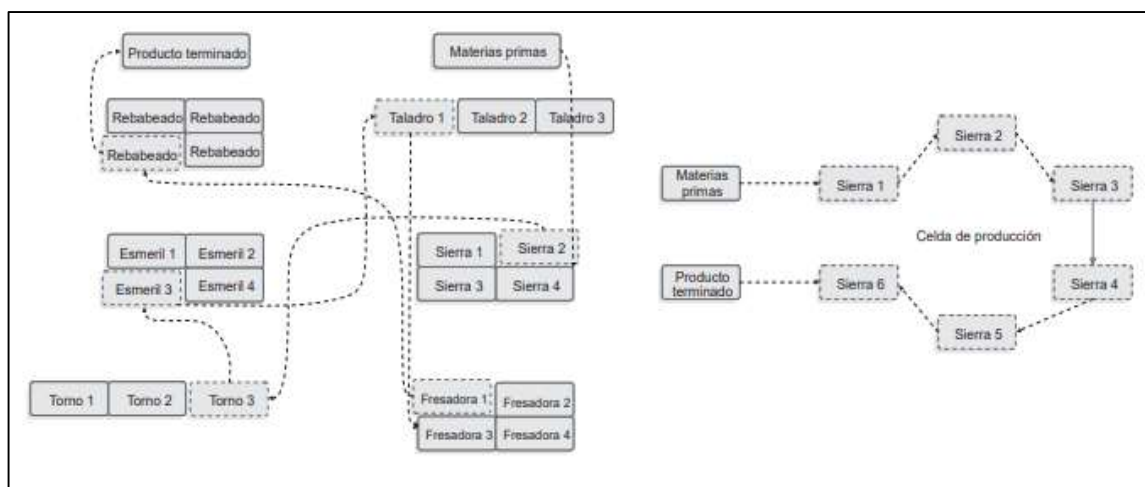 Producto terminado
Materias primas
Rebabeado
Rebabeado
Rebabeado
Rebabeado
Taladro 1
Taladro 2
Taladro 3
Esmeril 1
Esmeril 2
Esmeril 3
Esmeril 4
Sierra 1
Sierra 2
Sierra 3
Sierra 4
Torno 1
Torno 2
Torno 3
Fresadora 1
Fresadora 2
Fresadora 3
Fresadora 4
Materias
primas
Sierra 1
Sierra 2
Sierra 3
Celda de producción
Producto
terminado
Sierra 6
Sierra 5
Sierra 4